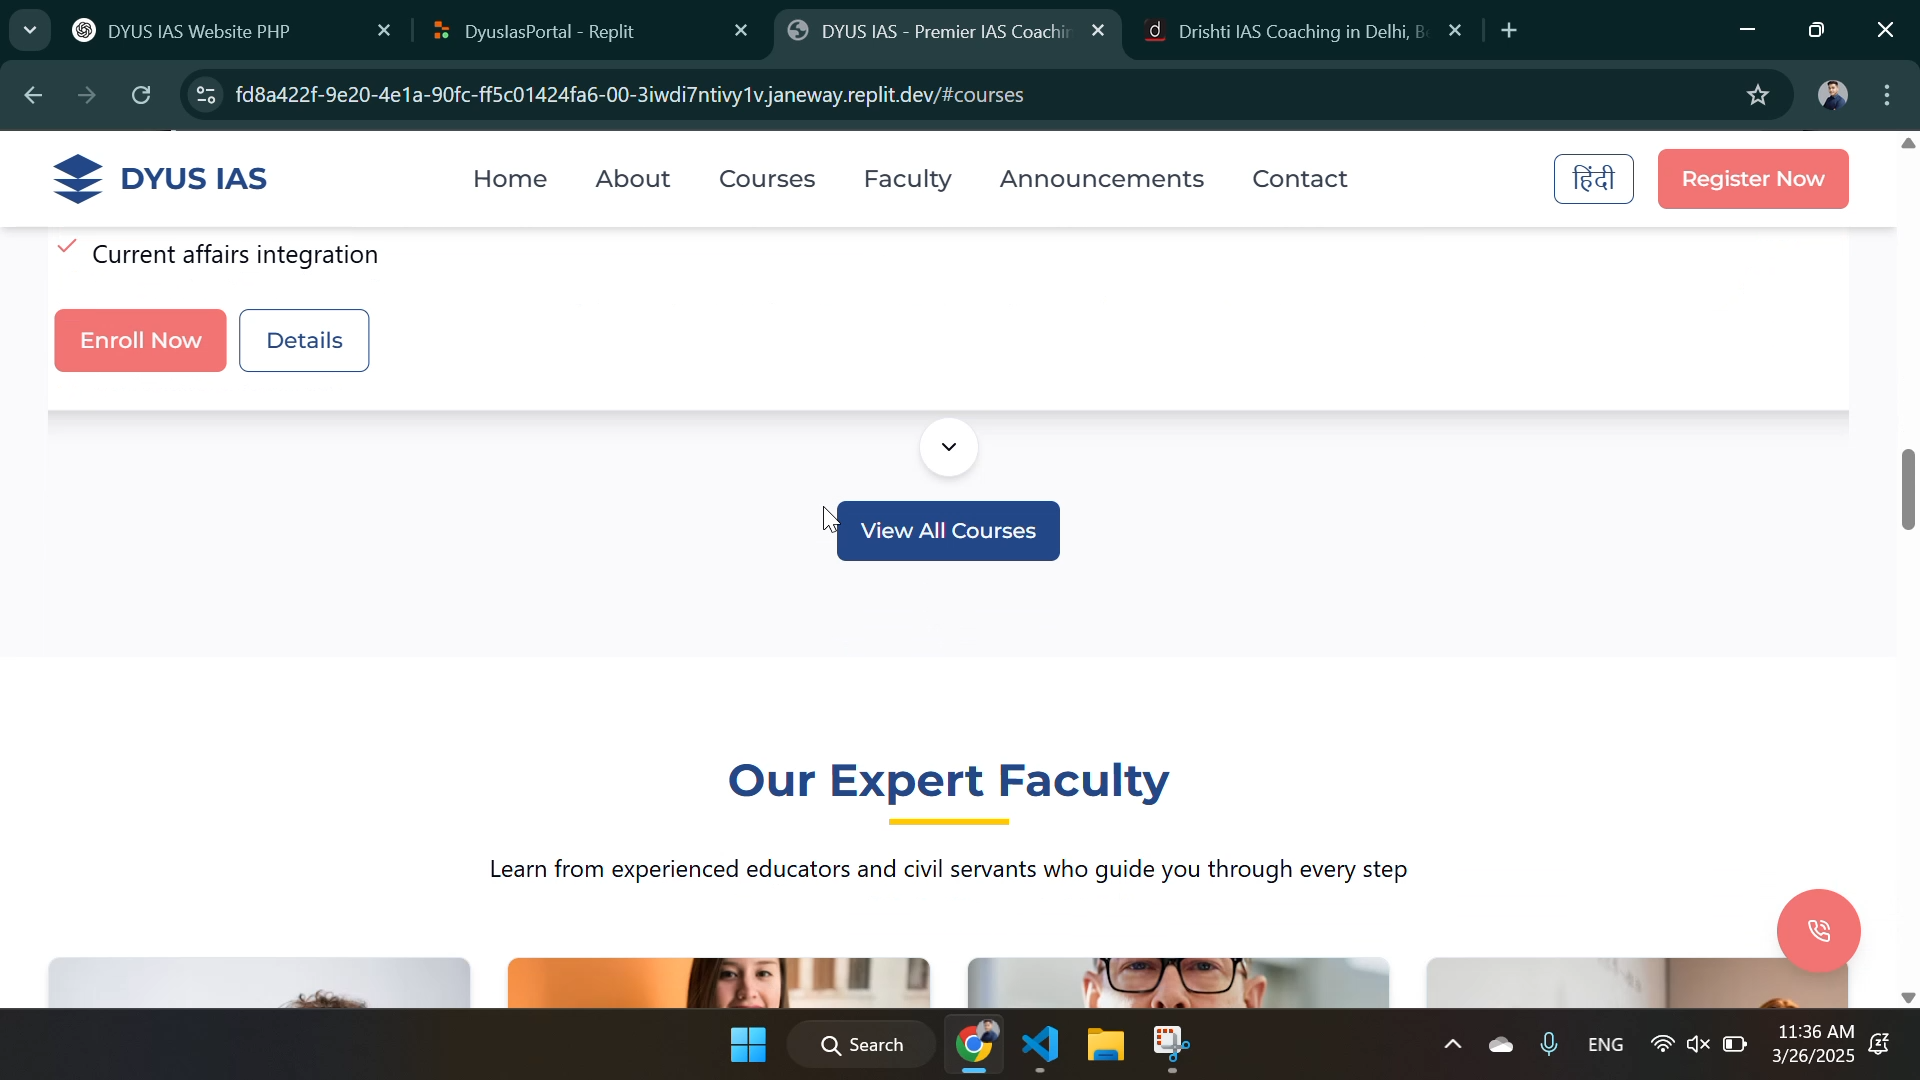 DYUS IAS Website PHP
DyusIasPortal - Replit
DYUS IAS - Premier IAS Coachin
Drishti IAS Coaching in Delhi, B
fd8a422f-9e20-4e1a-90fc-ff5c01424fa6-00-3iwdi7ntivy1v.janeway.replit.dev/#courses
DYUS IAS
Home
About
Courses
Faculty
Announcements
Contact
हिंदी
Register Now
Current affairs integration
Enroll Now
Details
View All Courses
Our Expert Faculty
Learn from experienced educators and civil servants who guide you through every step
Search
ENG
11:36 AM
3/26/2025